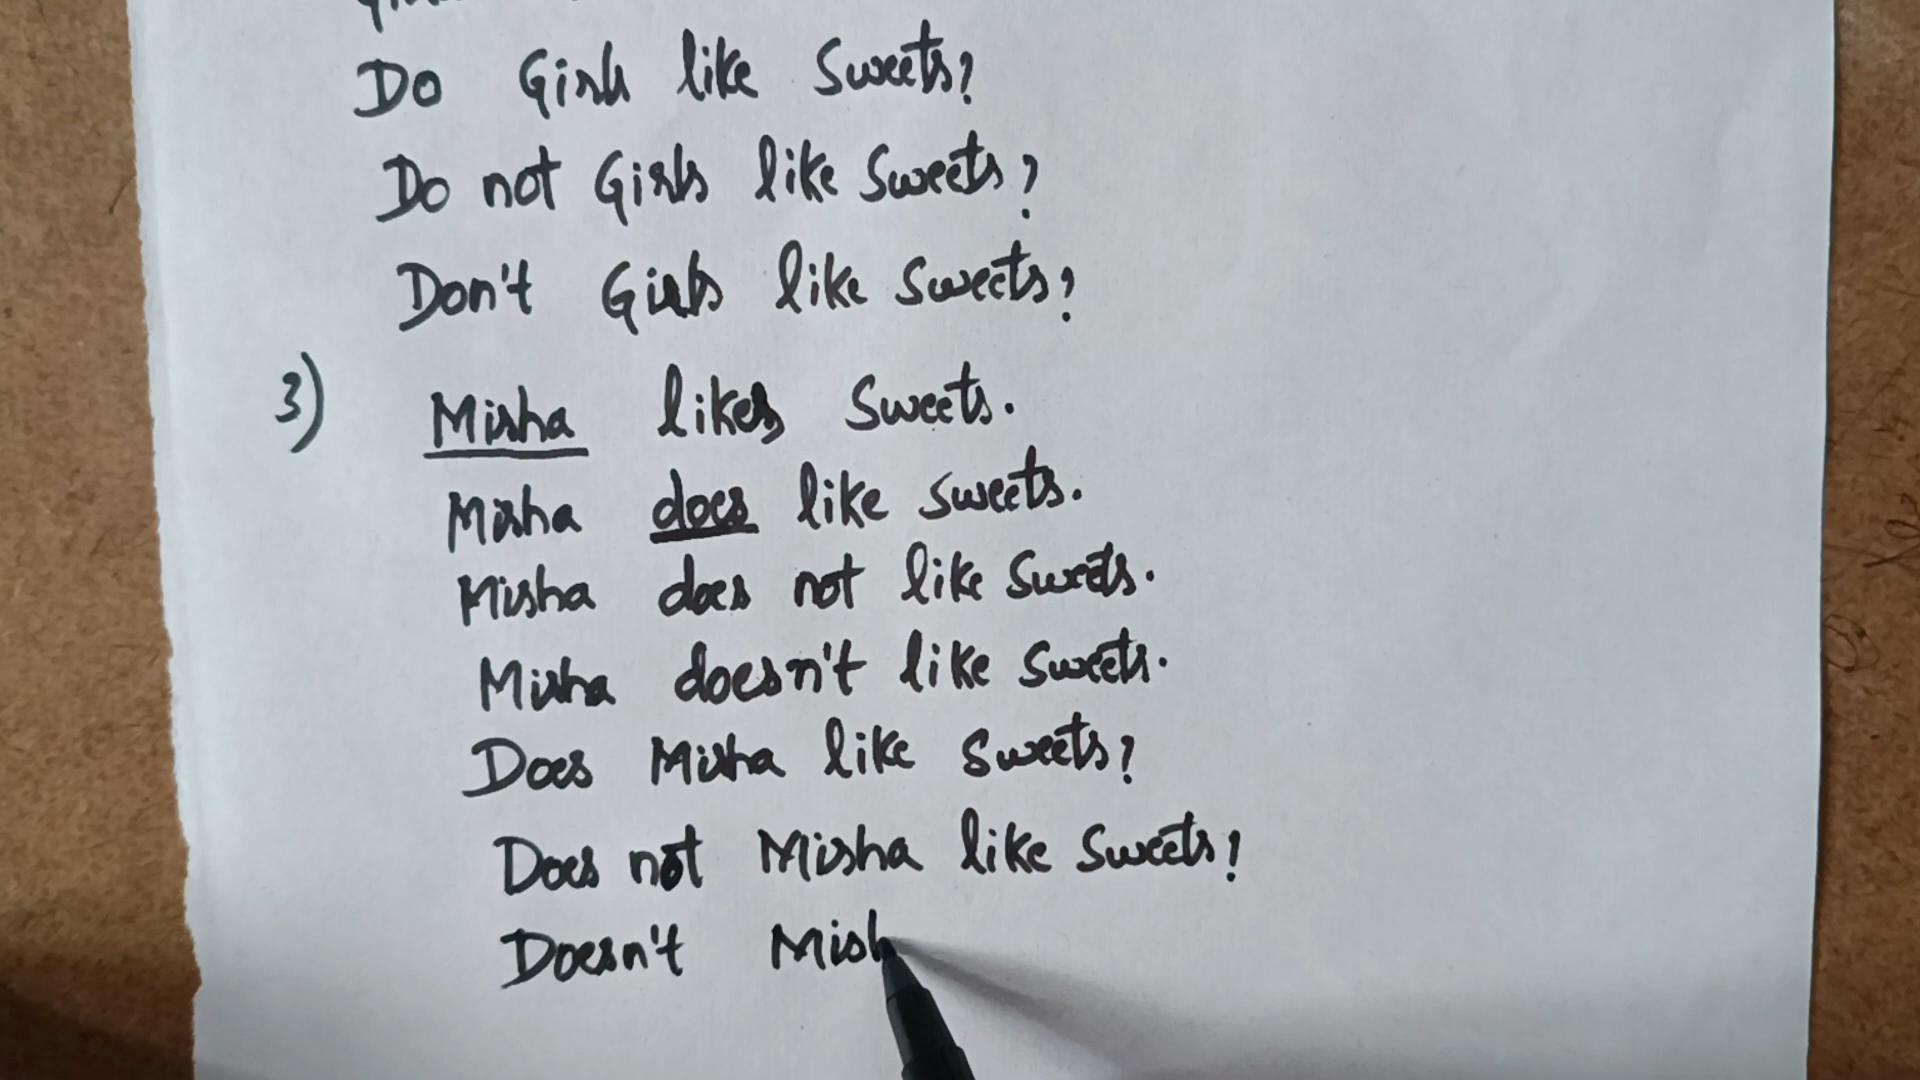 Do Girls like Sweets?
Do not Girls like Sweets?
Don't Girls like Sweets?
3) Misha likes Sweets.
Misha does like sweets.
Misha does not like Sweets.
Misha doesn't like Sweets.
Does Misha like Sweets?
Does not Misha like Sweets?
Doesn't Mish